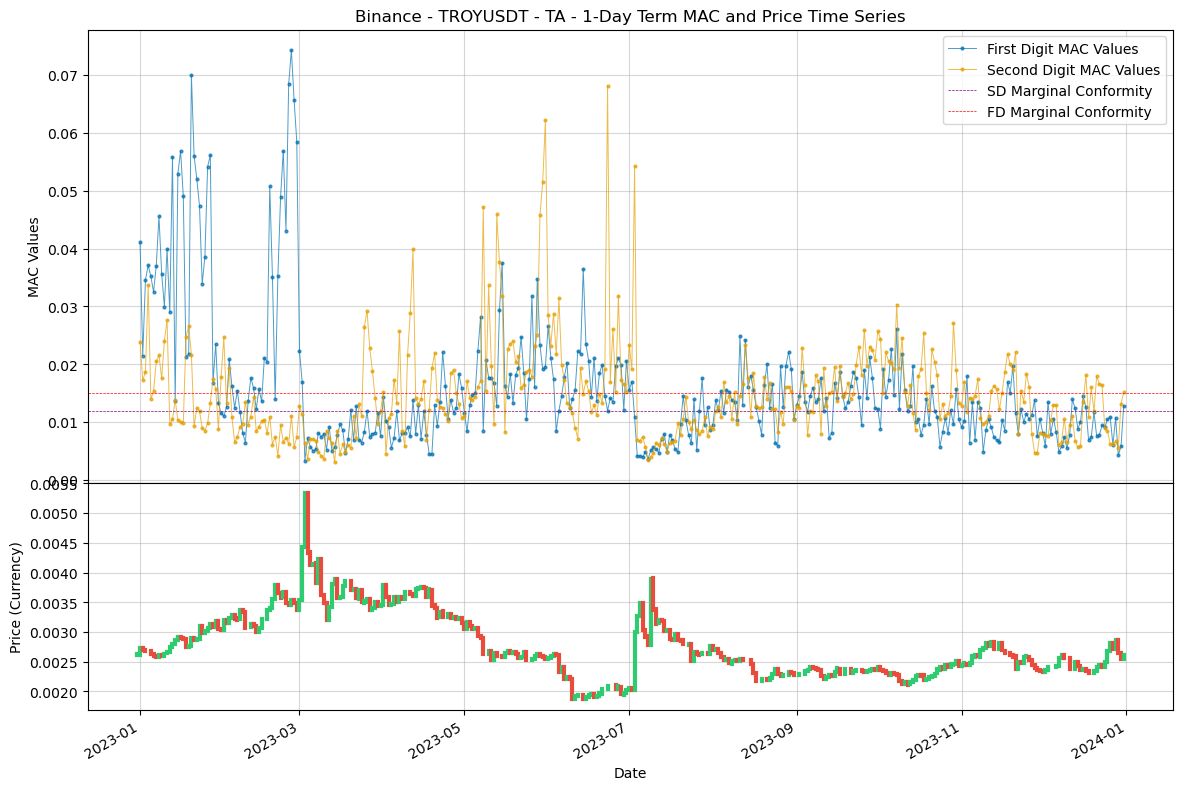 Binance - TROYUSDT - TA - 1-Day Term MAC and Price Time Series
First Digit MAC Values
Second Digit MAC Values
SD Marginal Conformity
FD Marginal Conformity
MAC Values
0.07
0.06
0.05
0.04
0.03
0.02
0.01
0.00
Price (Currency)
0.0055
0.0050
0.0045
0.0040
0.0035
0.0030
0.0025
0.0020
2023-01
2023-03
2023-05
2023-07
2023-09
2023-11
2024-01
Date